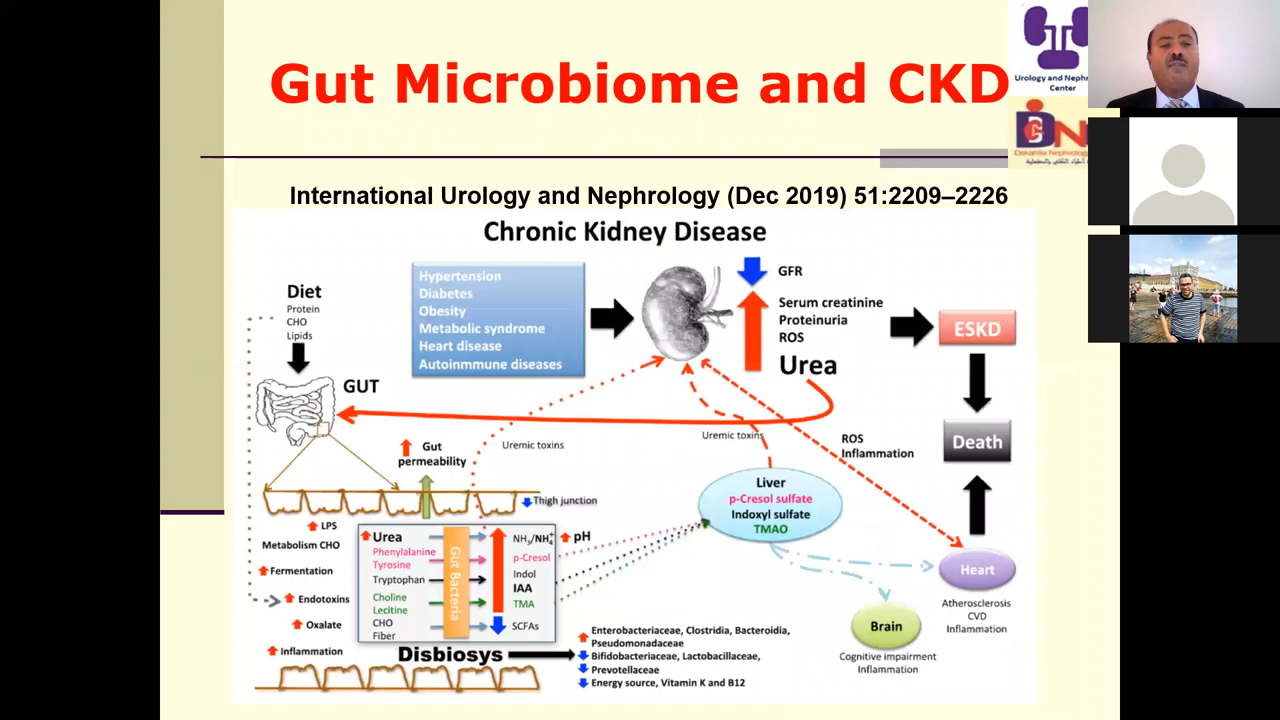 Gut Microbiome and CKD
Urology and Nephr
Center
Dakahlia Nephrology
International Urology and Nephrology (Dec 2019) 51:2209–2226
Chronic Kidney Disease
Diet
Protein
CHO
Lipids
GUT
Hypertension
Diabetes
Obesity
Metabolic syndrome
Heart disease
Autoinmmune diseases
GFR
Serum creatinine
Proteinuria
ROS
Urea
ESKD
Death
Uremic toxins
Uremic toxins
ROS
Inflammation
Gut
permeability
Thigh junction
LPS
Metabolism CHO
Fermentation
Endotoxins
Oxalate
Inflammation
Urea
Phenylalanine
Tyrosine
Tryptophan
Choline
Lecitine
CHO
Fiber
Gut Bacteria
NH3/NH4+
p-Cresol
Indol
IAA
TMA
SCFAs
pH
Liver
p-Cresol sulfate
Indoxyl sulfate
TMAO
Heart
Atherosclerosis
CVD
Inflammation
Brain
Cognitive impairment
Inflammation
Disbiosys
Enterobacteriaceae, Clostridia, Bacteroidia,
Pseudomonadaceae
Bifidobacteriaceae, Lactobacillaceae,
Prevotellaceae
Energy source, Vitamin K and B12